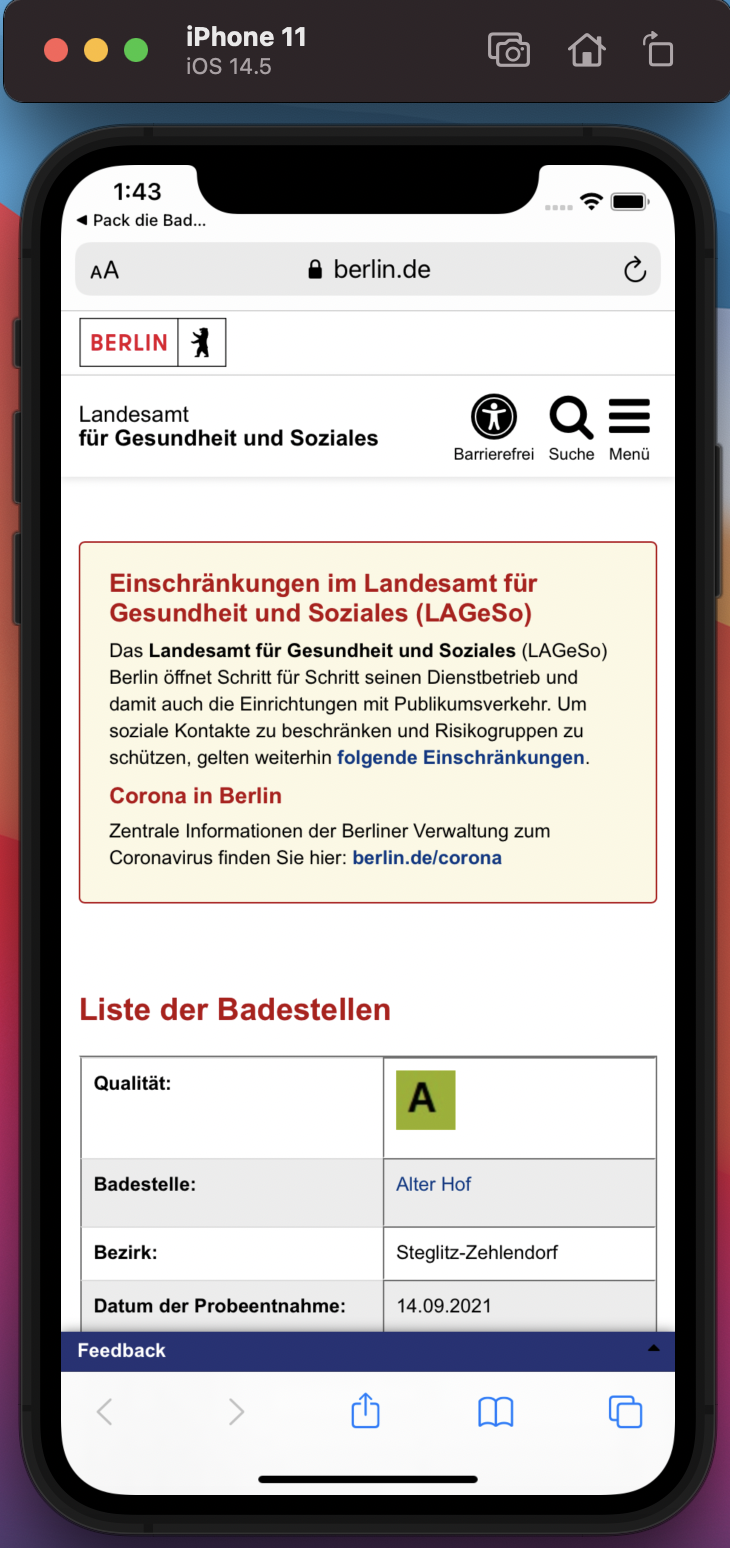 iPhone 11
iOS 14.5
1:43
◀ Pack die Bad...
AA
berlin.de
BERLIN
Landesamt
für Gesundheit und Soziales
Barrierefrei Suche Menü
Einschränkungen im Landesamt für
Gesundheit und Soziales (LAGeSo)
Das Landesamt für Gesundheit und Soziales (LAGeSo)
Berlin öffnet Schritt für Schritt seinen Dienstbetrieb und
damit auch die Einrichtungen mit Publikumsverkehr. Um
soziale Kontakte zu beschränken und Risikogruppen zu
schützen, gelten weiterhin folgende Einschränkungen.
Corona in Berlin
Zentrale Informationen der Berliner Verwaltung zum
Coronavirus finden Sie hier: berlin.de/corona
Liste der Badestellen
Qualität: A
Badestelle: Alter Hof
Bezirk: Steglitz-Zehlendorf
Datum der Probeentnahme: 14.09.2021
Feedback